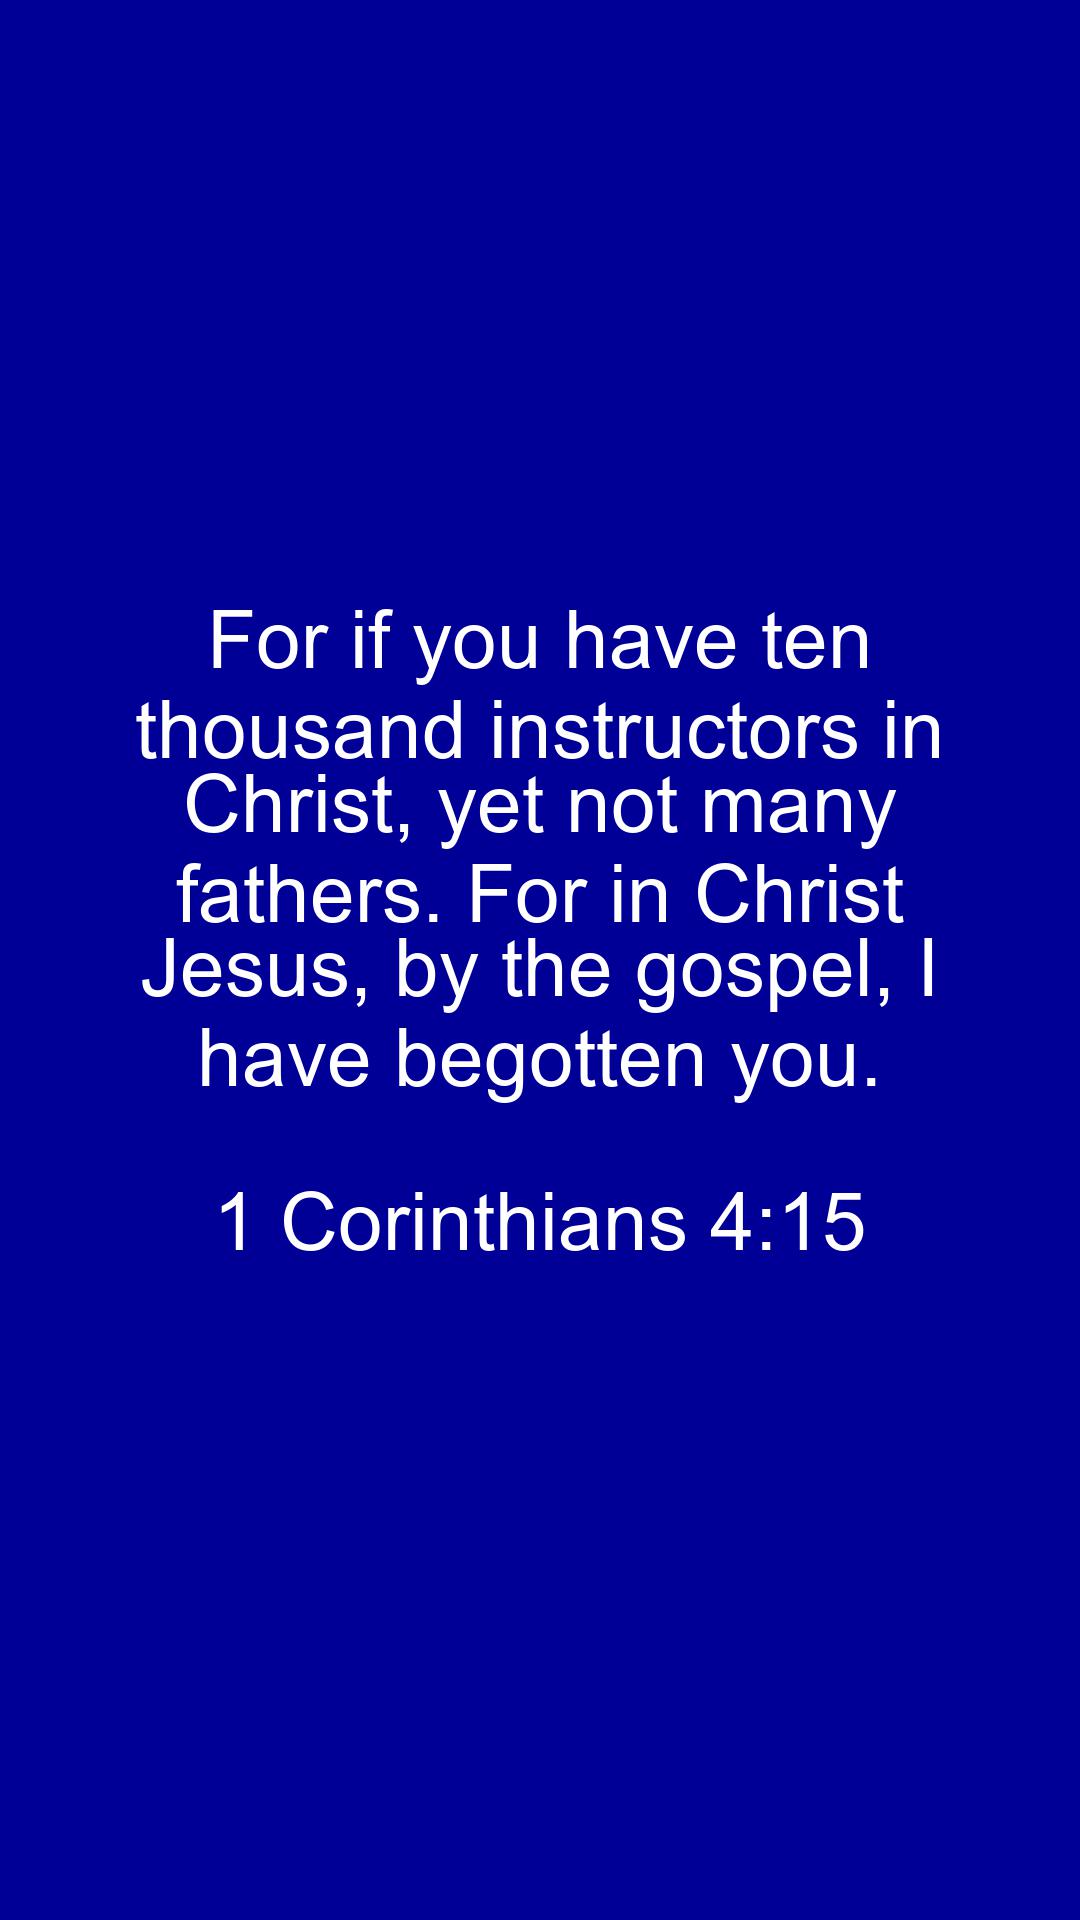 For if you have ten
thousand instructors in
Christ, yet not many
fathers. For in Christ
Jesus, by the gospel, I
have begotten you.
1 Corinthians 4:15